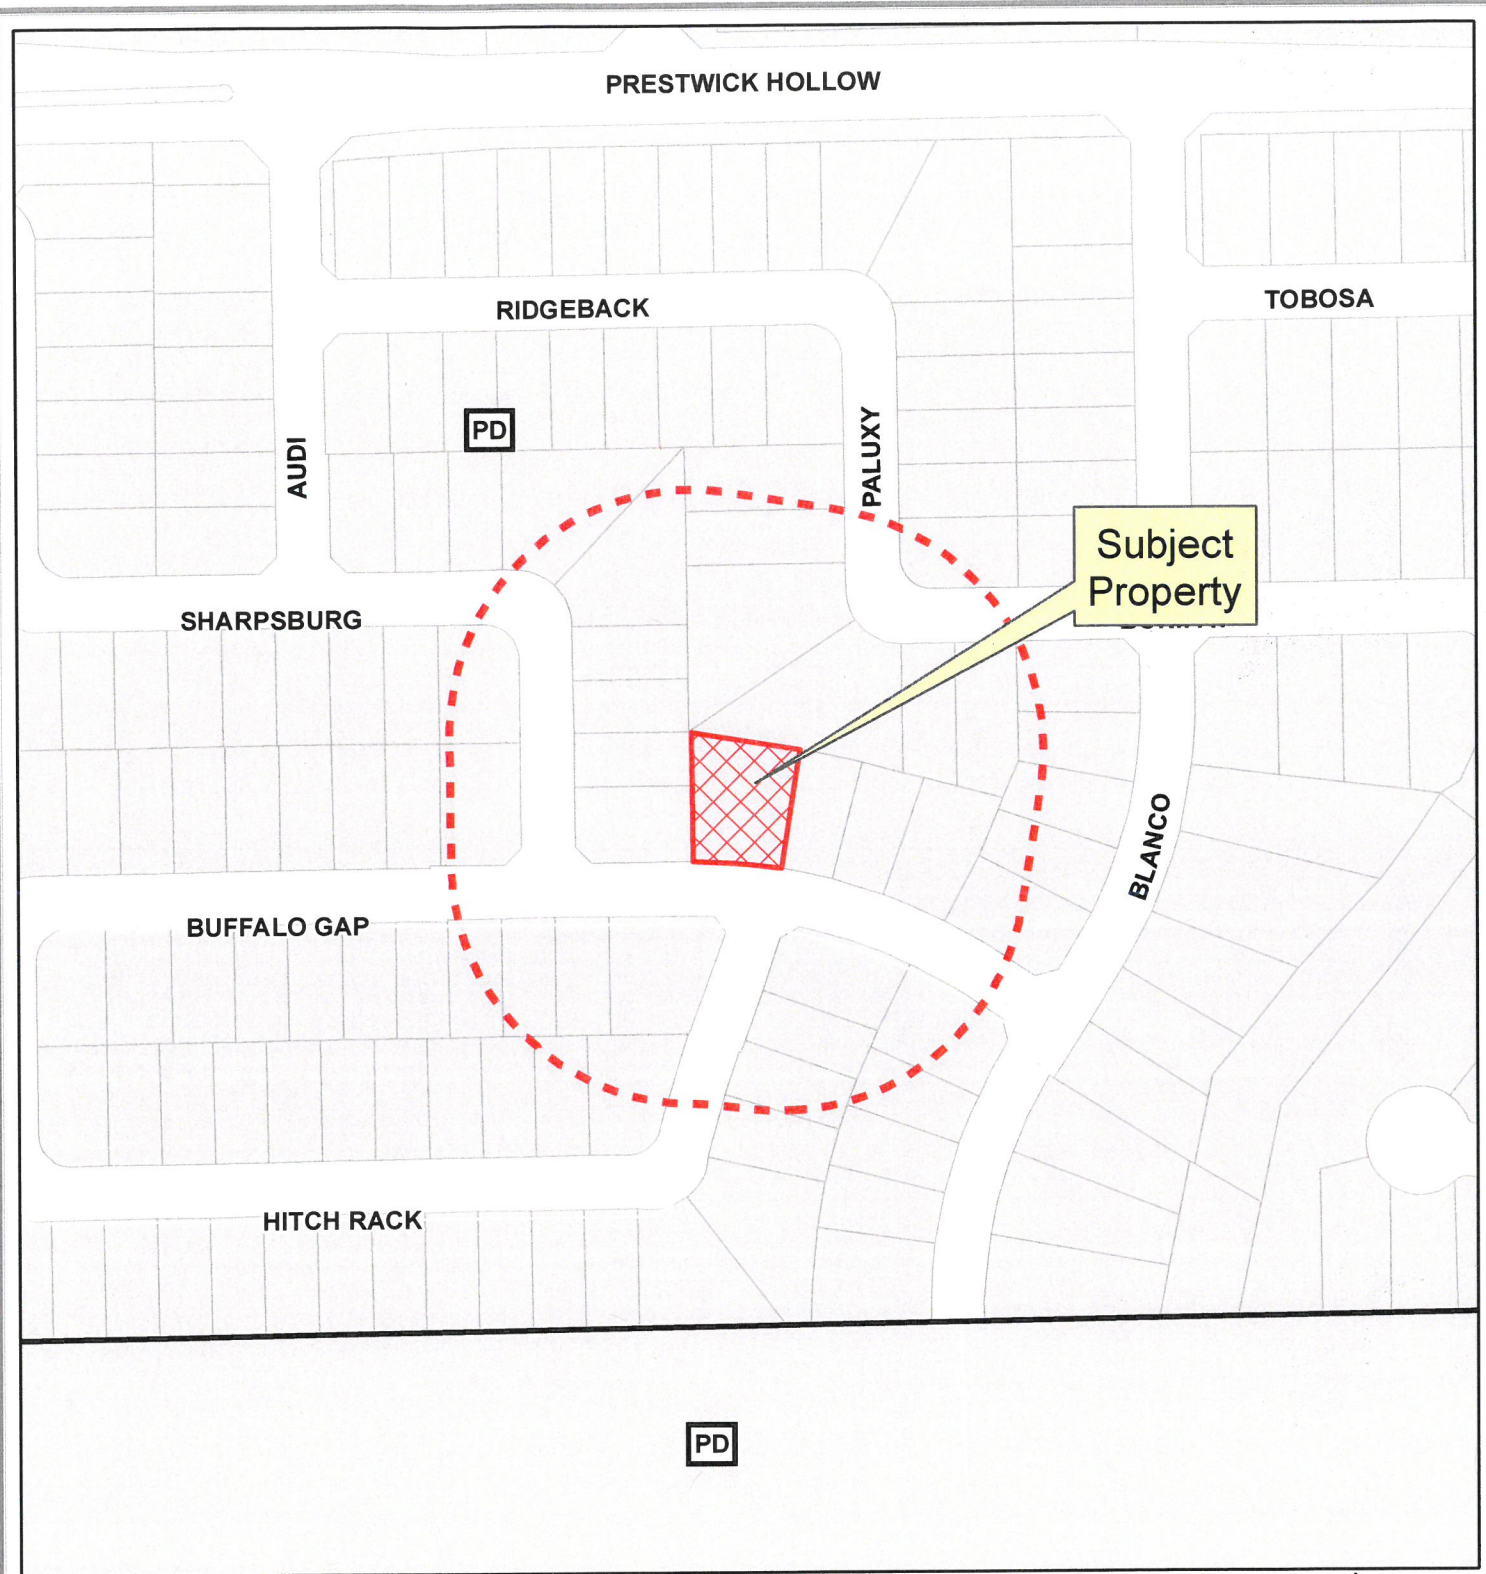 PRESTWICK HOLLOW
RIDGEBACK
TOBOSA
PD
AUDI
PALUXY
Subject
Property
SHARPSBURG
BLANCO
BUFFALO GAP
HITCH RACK
PD